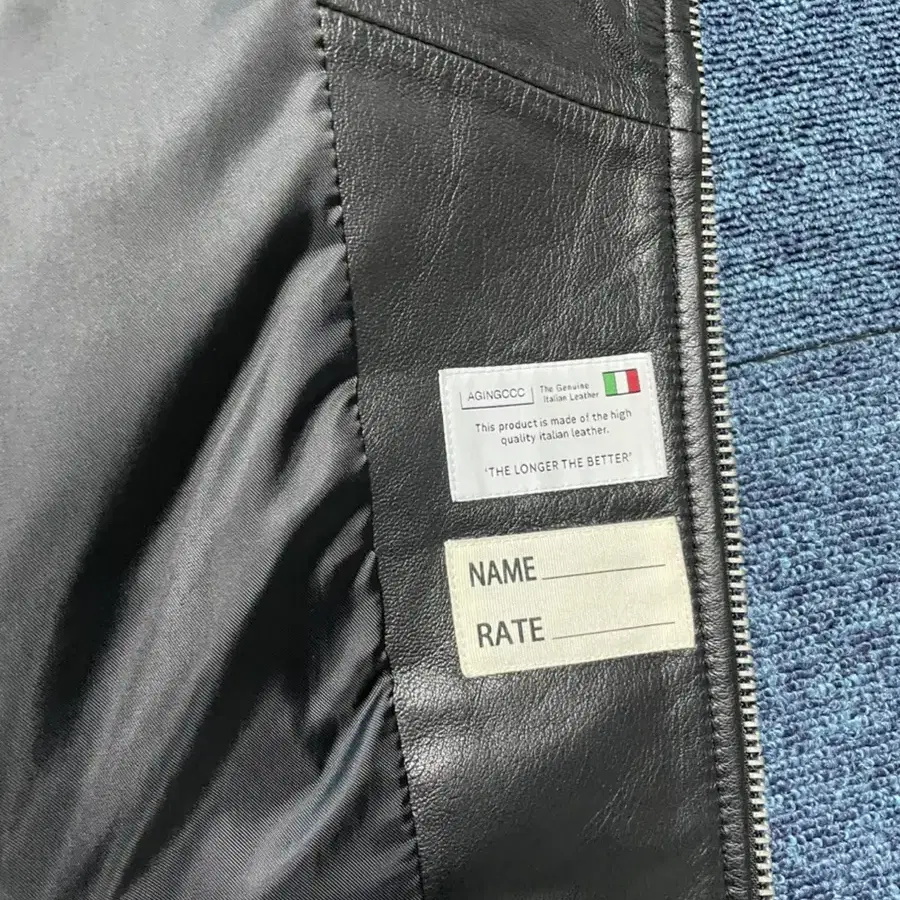 AGINGCCC The Genuine
Italian Leather
This product is made of the high
quality italian leather.
'THE LONGER THE BETTER'
NAME
RATE